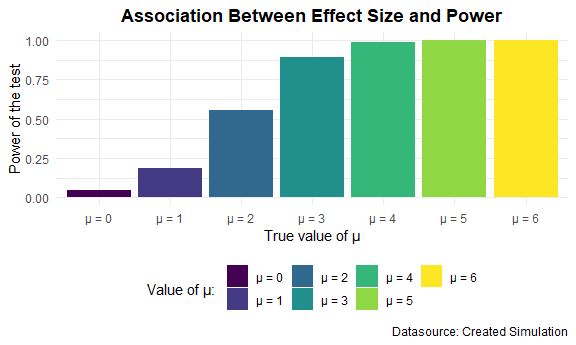 Association Between Effect Size and Power
Power of the test
1.00
0.75
0.50
0.25
0.00
μ = 0 μ = 1 μ = 2 μ = 3 μ = 4 μ = 5 μ = 6
True value of μ
Value of μ:
μ = 0 μ = 2 μ = 4 μ = 6
μ = 1 μ = 3 μ = 5
Datasource: Created Simulation